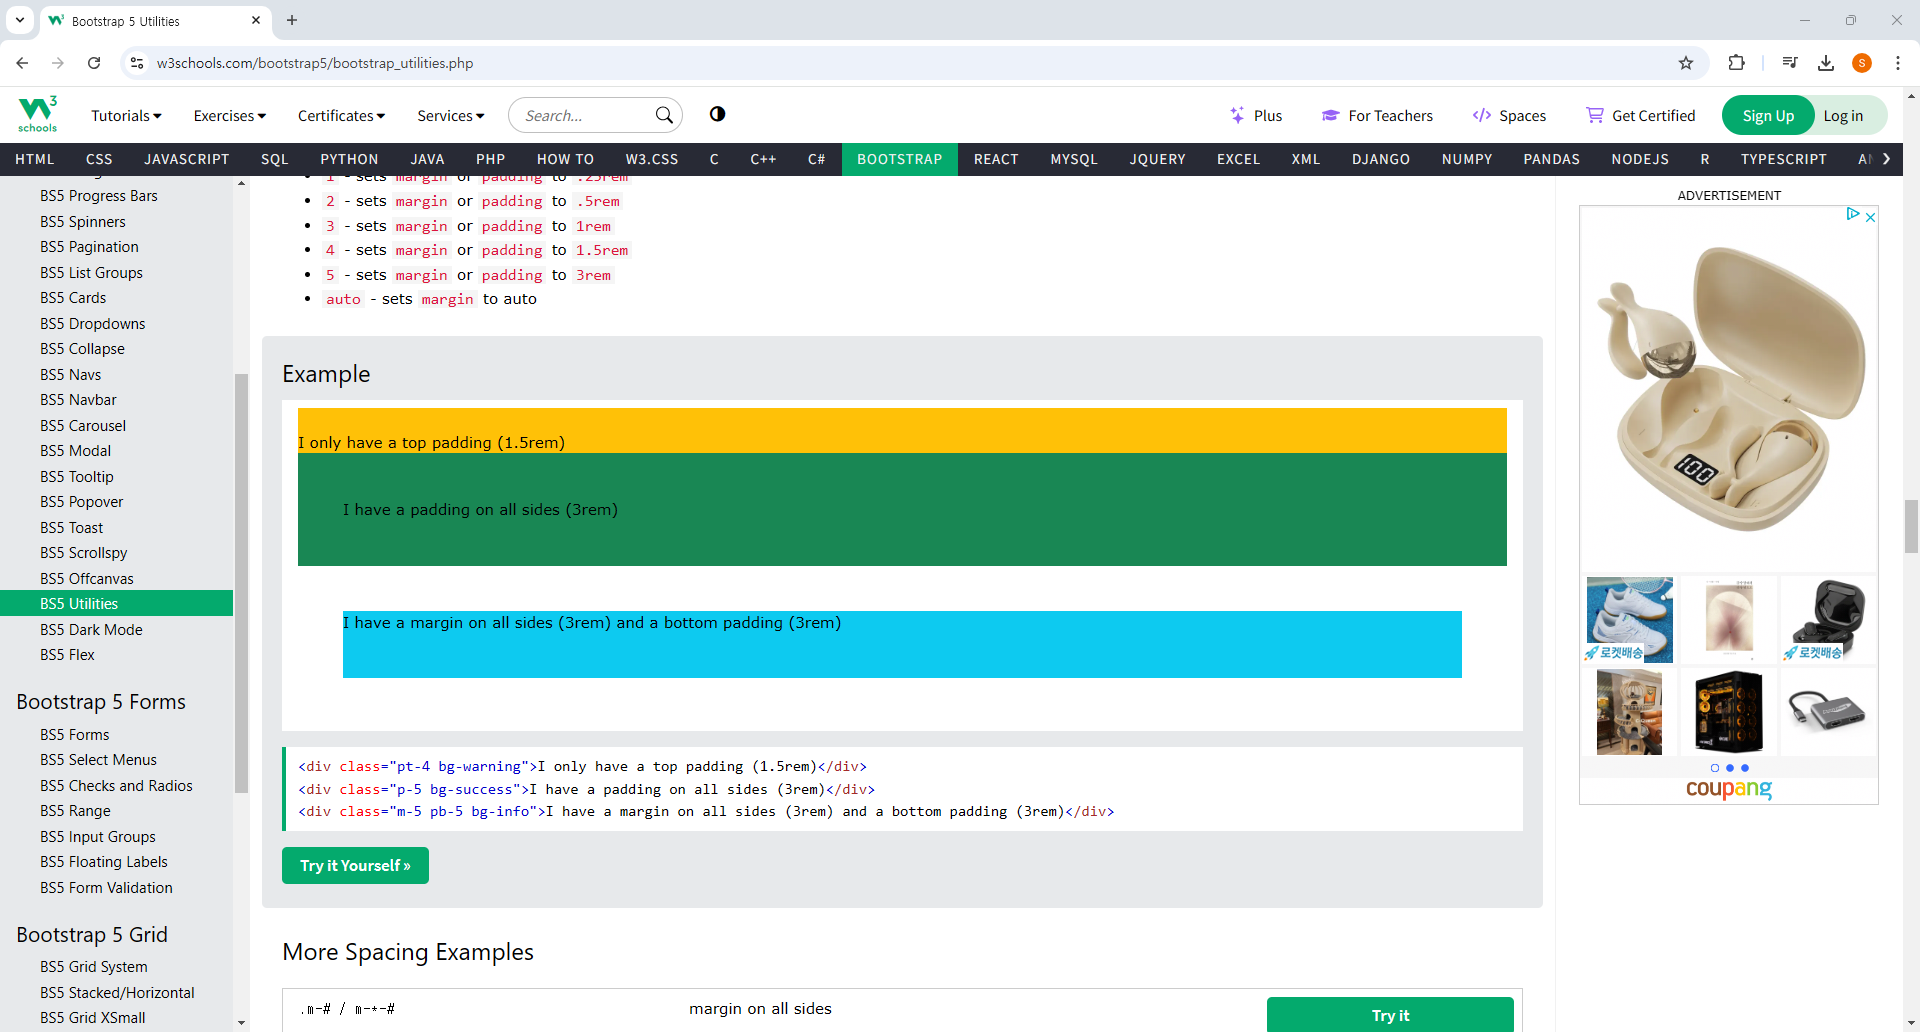 Bootstrap 5 Utilities
w3schools.com/bootstrap5/bootstrap_utilities.php
S
3
schools
Tutorials
Exercises
Certificates
Services
Search...
Plus
For Teachers
Spaces
Get Certified
Sign Up
Log in
HTML
CSS
JAVASCRIPT
SQL
PYTHON
JAVA
PHP
HOW TO
W3.CSS
C
C++
C#
BOOTSTRAP
REACT
MYSQL
JQUERY
EXCEL
XML
DJANGO
NUMPY
PANDAS
NODEJS
R
TYPESCRIPT
BS5 Progress Bars
BS5 Spinners
BS5 Pagination
BS5 List Groups
BS5 Cards
BS5 Dropdowns
BS5 Collapse
BS5 Navs
BS5 Navbar
BS5 Carousel
BS5 Modal
BS5 Tooltip
BS5 Popover
BS5 Toast
BS5 Scrollspy
BS5 Offcanvas
BS5 Utilities
BS5 Dark Mode
BS5 Flex
Bootstrap 5 Forms
BS5 Forms
BS5 Select Menus
BS5 Checks and Radios
BS5 Range
BS5 Input Groups
BS5 Floating Labels
BS5 Form Validation
Bootstrap 5 Grid
BS5 Grid System
BS5 Stacked/Horizontal
BS5 Grid XSmall
1 - sets margin or padding to .25rem
2 - sets margin or padding to .5rem
3 - sets margin or padding to 1rem
4 - sets margin or padding to 1.5rem
5 - sets margin or padding to 3rem
auto - sets margin to auto
Example
I only have a top padding (1.5rem)
I have a padding on all sides (3rem)
I have a margin on all sides (3rem) and a bottom padding (3rem)
<div class="pt-4 bg-warning">I only have a top padding (1.5rem)</div>
<div class="p-5 bg-success">I have a padding on all sides (3rem)</div>
<div class="m-5 pb-5 bg-info">I have a margin on all sides (3rem) and a bottom padding (3rem)</div>
Try it Yourself »
More Spacing Examples
.m-# / m-*-#
margin on all sides
Try it
ADVERTISEMENT
100
로켓배송
로켓배송
coupang